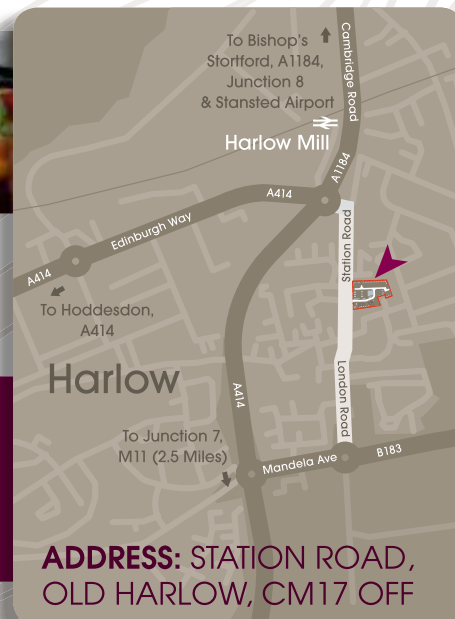 To Bishop's
Stortford, A1184,
Junction 8
& Stansted Airport
Cambridge Road
Harlow Mill
A1184
A414
Edinburgh Way
A414
Station Road
To Hoddesdon,
A414
Harlow
A414
London Road
To Junction 7,
M11 (2.5 Miles)
Mandela Ave
B183
ADDRESS: STATION ROAD,
OLD HARLOW, CM17 OFF